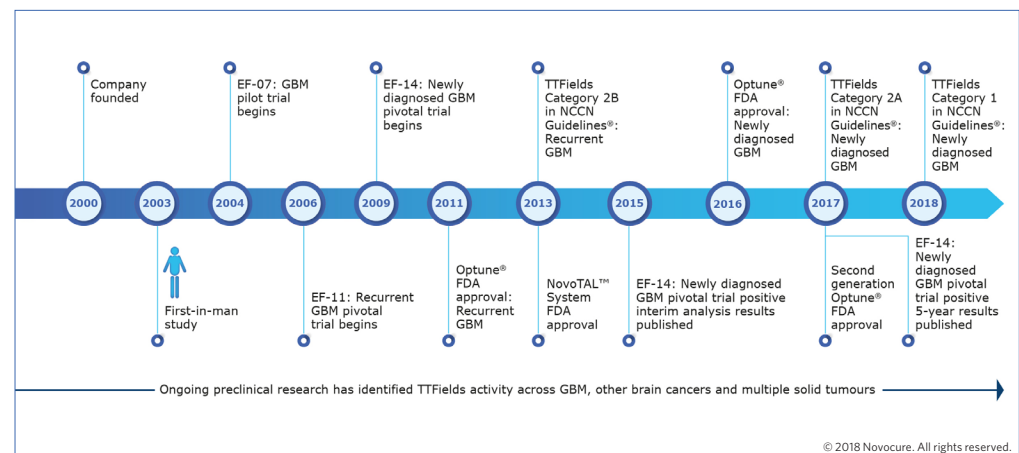 Company
founded
EF-07: GBM
pilot trial
begins
EF-14: Newly
diagnosed GBM
pivotal trial
begins
TTFields
Category 2B
in NCCN
Guidelines®:
Recurrent
GBM
Optune®
FDA
approval:
Newly
diagnosed
GBM
TTFields
Category 2A
in NCCN
Guidelines®:
Newly
diagnosed
GBM
TTFields
Category 1
in NCCN
Guidelines®:
Newly
diagnosed
GBM
2000
2003
2004
2006
2009
2011
2013
2015
2016
2017
2018
First-in-man
study
EF-11: Recurrent
GBM pivotal
trial begins
Optune®
FDA
approval:
Recurrent
GBM
NovoTAL™
System
FDA
approval
EF-14: Newly diagnosed
GBM pivotal trial positive
interim analysis results
published
Second
generation
Optune®
FDA
approval
EF-14:
Newly
diagnosed
GBM pivotal
trial positive
5-year results
published
Ongoing preclinical research has identified TTFields activity across GBM, other brain cancers and multiple solid tumours
© 2018 Novocure. All rights reserved.